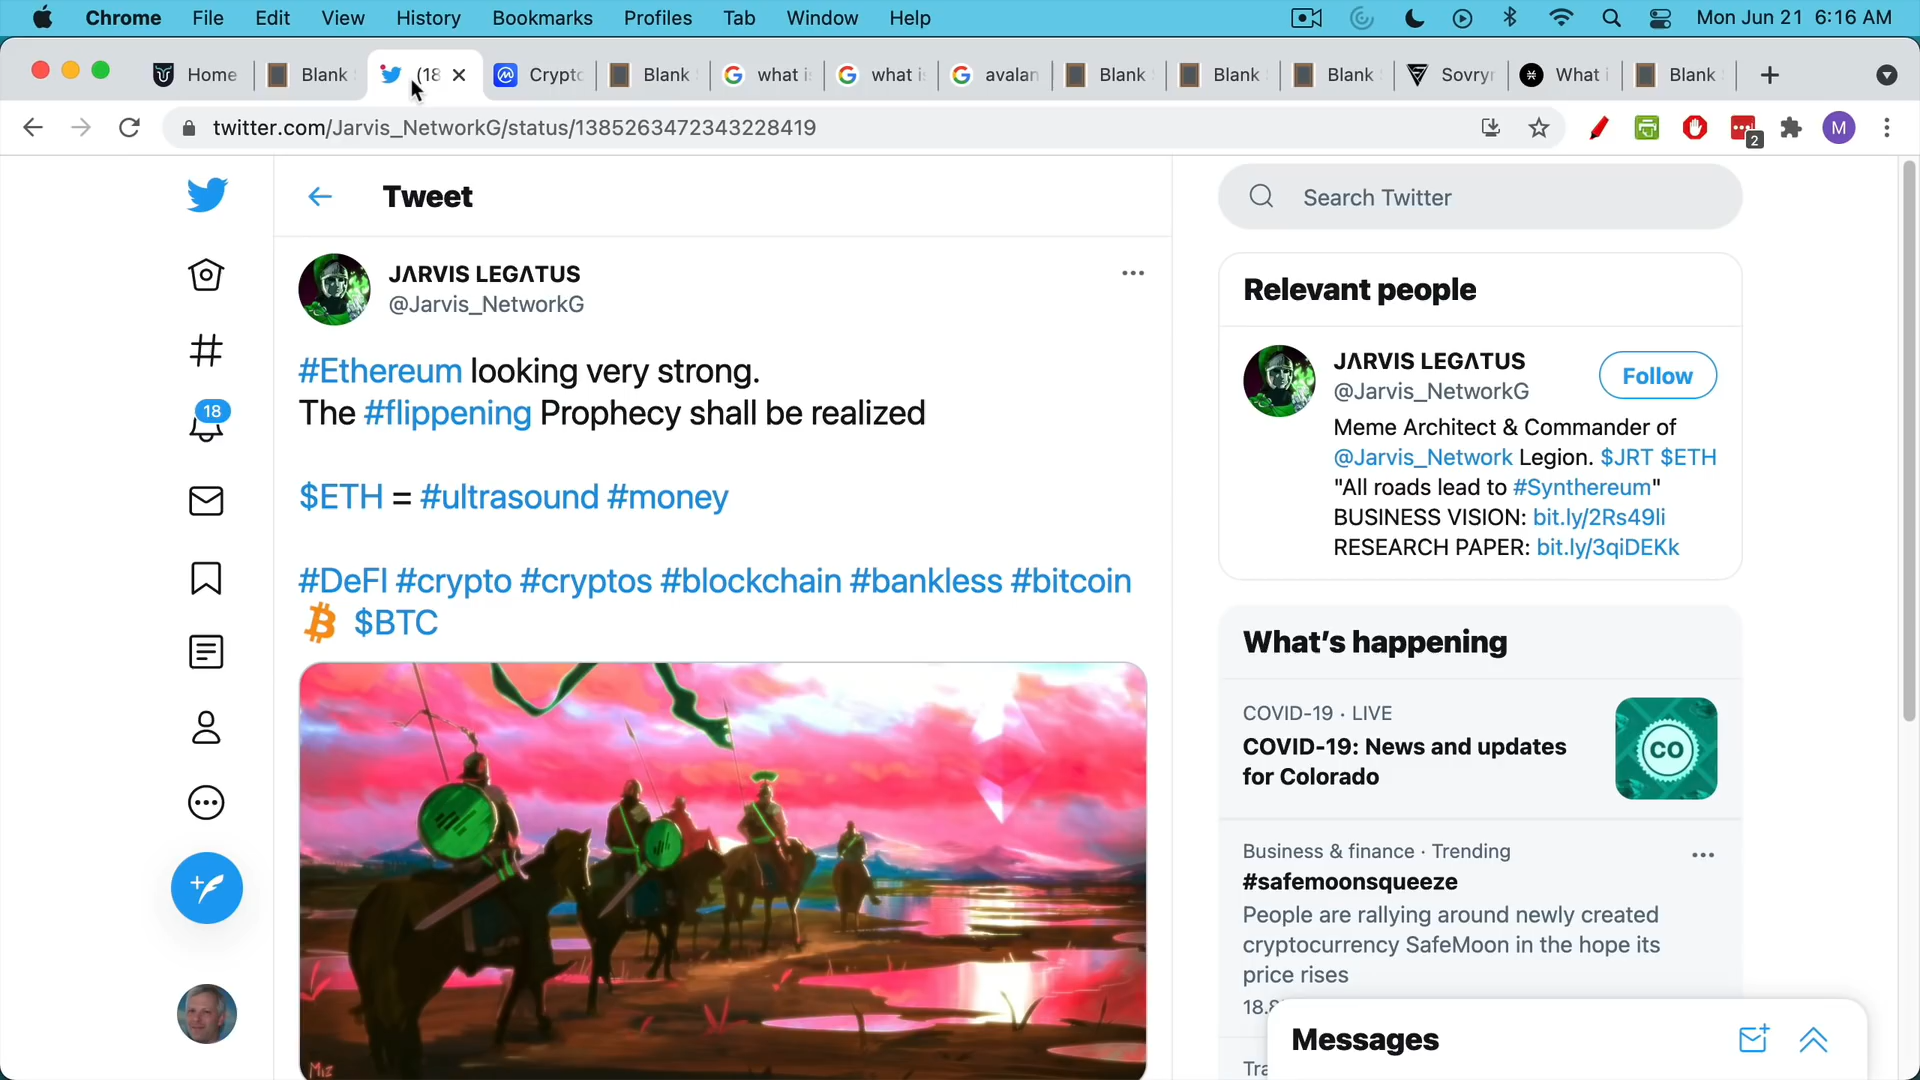 Chrome File Edit View History Bookmarks Profiles Tab Window Help Mon Jun 21 6:16 AM
Home Blank (18 Crypto Blank what is what i avalan Blank Blank Blank Sovryn What i Blank
twitter.com/Jarvis_NetworkG/status/1385263472343228419 2 M
Tweet
JΛRVIS LEGΛTUS
@Jarvis_NetworkG
#Ethereum looking very strong.
The #flippening Prophecy shall be realized
$ETH = #ultrasound #money
#DeFI #crypto #cryptos #blockchain #bankless #bitcoin
$BTC
Miz
18
Search Twitter
Relevant people
JΛRVIS LEGΛTUS
@Jarvis_NetworkG
Follow
Meme Architect & Commander of
@Jarvis_Network Legion. $JRT $ETH
"All roads lead to #Synthereum"
BUSINESS VISION: bit.ly/2Rs49li
RESEARCH PAPER: bit.ly/3qiDEKk
What's happening
COVID-19 · LIVE
COVID-19: News and updates
for Colorado
CO
Business & finance · Trending
#safemoonsqueeze
People are rallying around newly created
cryptocurrency SafeMoon in the hope its
price rises
Messages